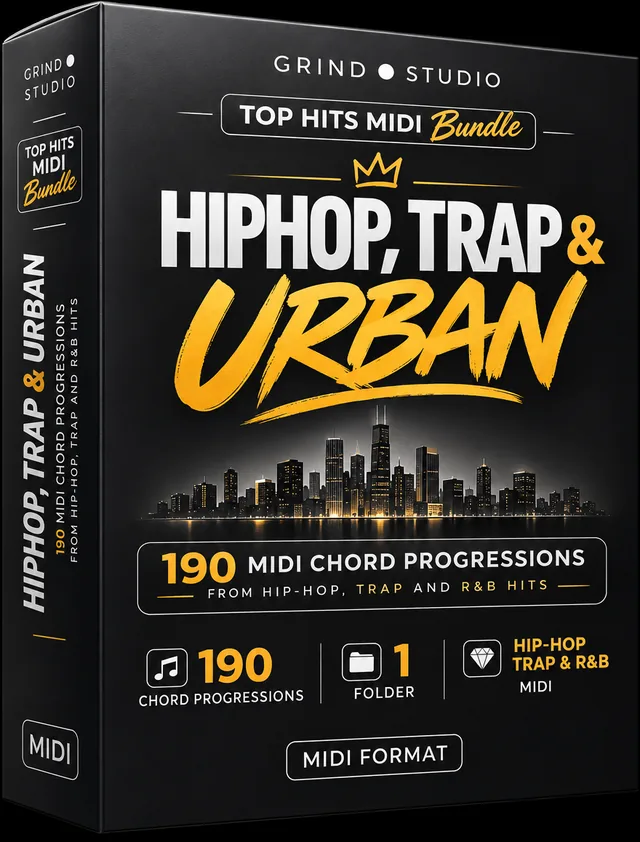 GRIND
STUDIO
TOP HITS
MIDI
Bundle
HIPHOP, TRAP & URBAN
190 MIDI CHORD PROGRESSIONS
FROM HIP-HOP, TRAP AND R&B HITS
MIDI
GRIND STUDIO
TOP HITS MIDI Bundle
HIPHOP, TRAP &
URBAN
190 MIDI CHORD PROGRESSIONS
FROM HIP-HOP, TRAP AND R&B HITS
190
CHORD PROGRESSIONS
1
FOLDER
HIP-HOP
TRAP & R&B
MIDI
MIDI FORMAT